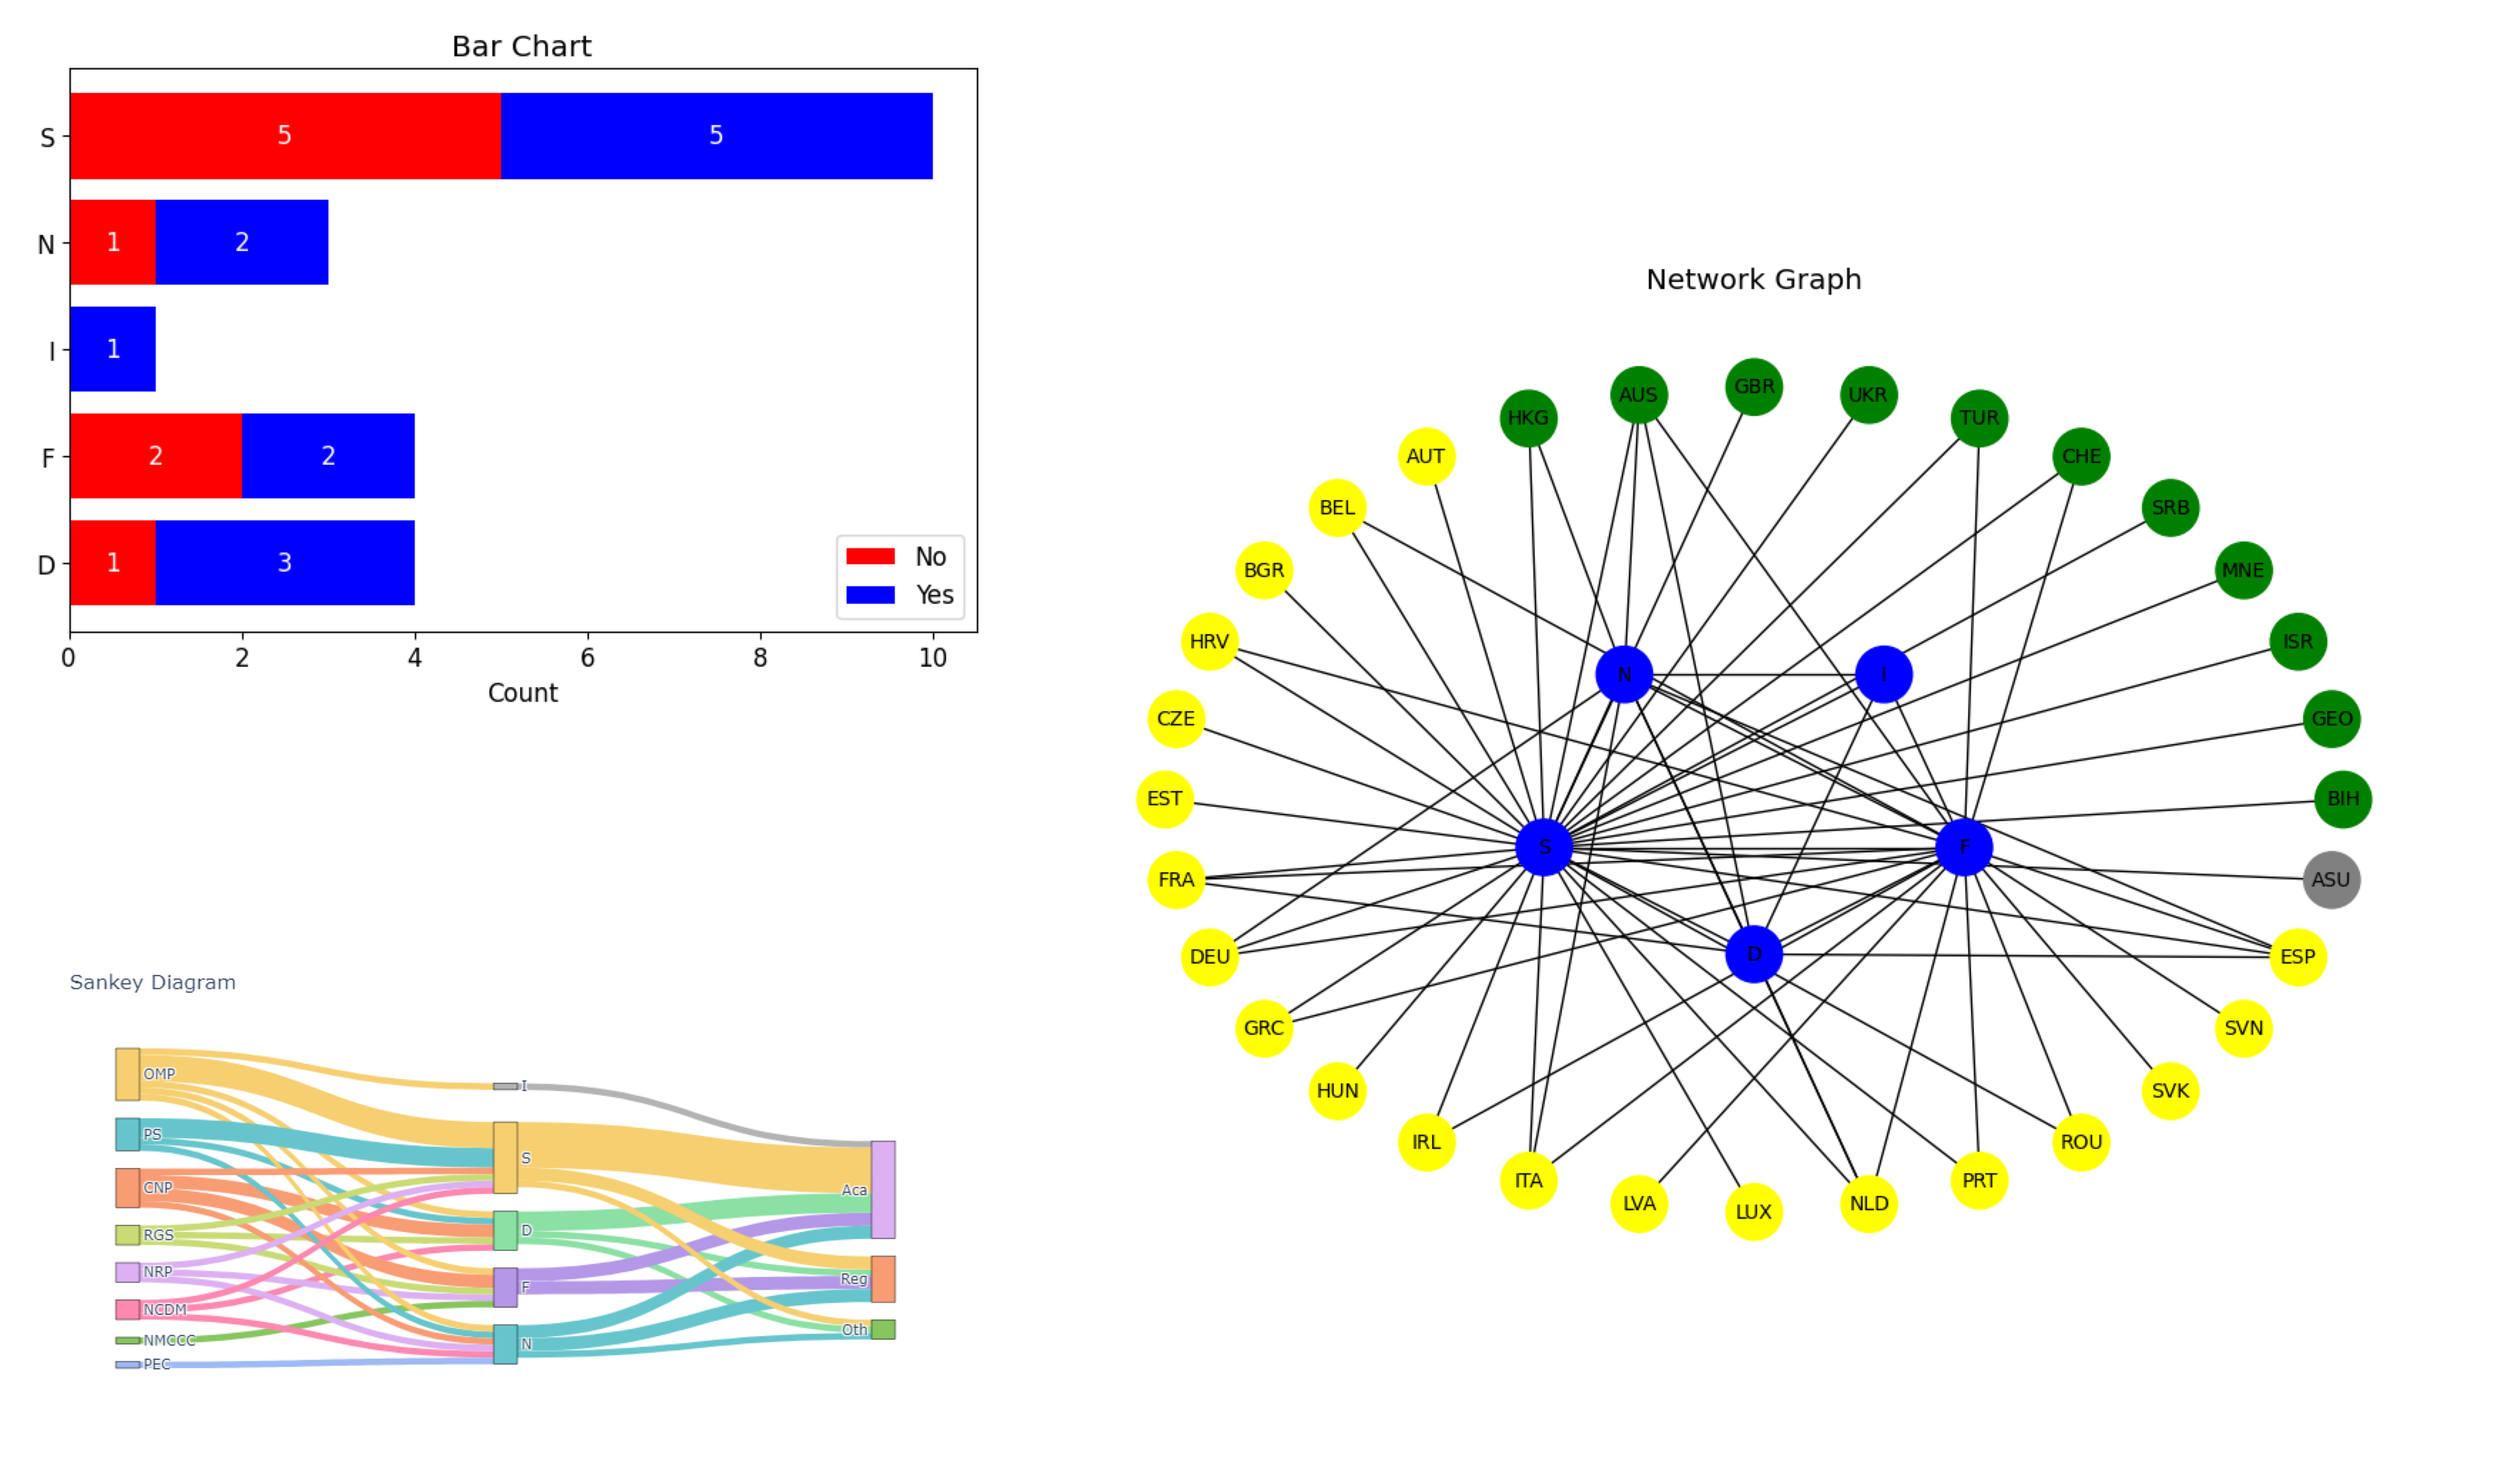 Bar Chart
S
5
5
N
1
2
I
1
F
2
2
D
1
3
No
Yes
0
2
4
6
8
10
Count
Network Graph
HKG
AUS
GBR
UKR
TUR
AUT
CHE
BEL
SRB
BGR
MNE
HRV
ISR
N
I
CZE
GEO
EST
BIH
S
F
FRA
ASU
DEU
D
ESP
GRC
SVN
HUN
SVK
IRL
ROU
ITA
PRT
LVA
LUX
NLD
Sankey Diagram
OMP
PS
CNP
RGS
NRP
NCDM
NMCCC
PEC
I
S
D
F
N
Aca
Reg
Oth